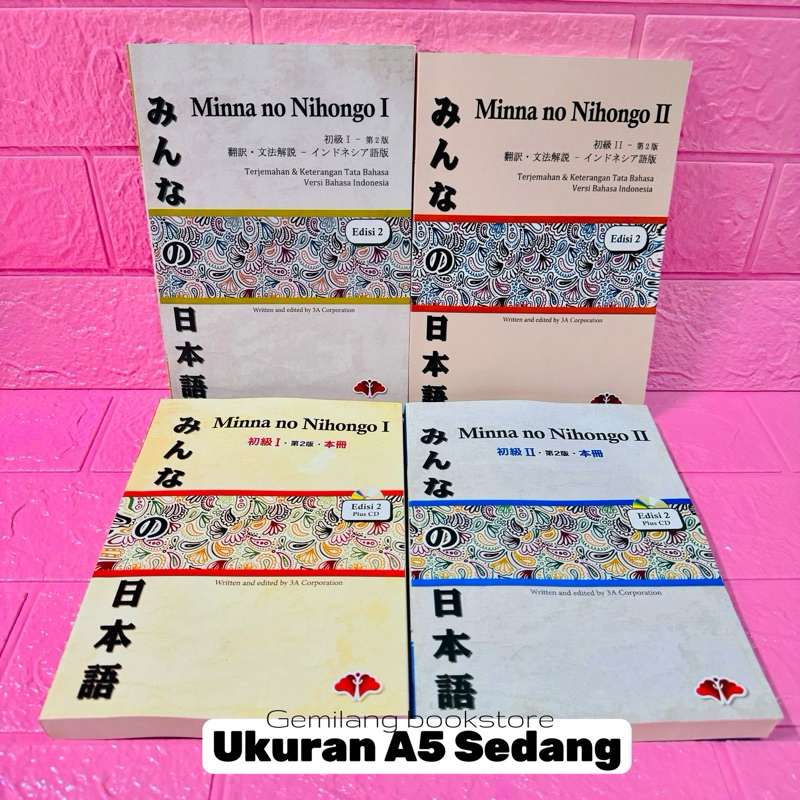 みんなの日本語
Minna no Nihongo I
初級 I - 第2版
翻訳・文法解説 - インドネシア語版
Terjemahan & Keterangan Tata Bahasa
Versi Bahasa Indonesia
Edisi 2
Written and edited by 3A Corporation
みんなの日本語
Minna no Nihongo II
初級 II - 第2版
翻訳・文法解説 - インドネシア語版
Terjemahan & Keterangan Tata Bahasa
Versi Bahasa Indonesia
Edisi 2
Written and edited by 3A Corporation
みんなの日本語
Minna no Nihongo I
初級 I・第2版・本冊
Edisi 2
Plus CD
Written and edited by 3A Corporation
みんなの日本語
Minna no Nihongo II
初級 II・第2版・本冊
Edisi 2
Plus CD
Written and edited by 3A Corporation
Gemilang bookstore
Ukuran A5 Sedang